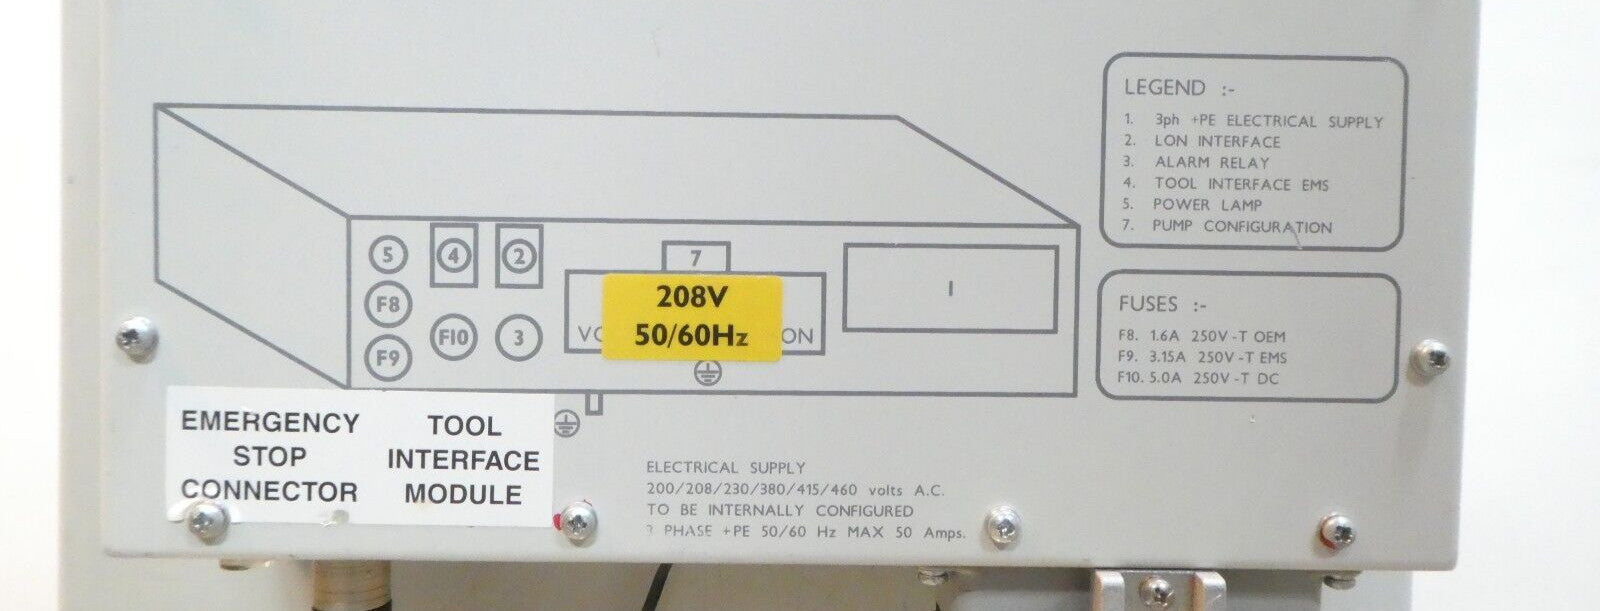 LEGEND :-
1. 3ph +PE ELECTRICAL SUPPLY
2. LON INTERFACE
3. ALARM RELAY
4. TOOL INTERFACE EMS
5. POWER LAMP
7. PUMP CONFIGURATION
5
4
2
7
1
F8
F10
3
F9
208V
50/60Hz
FUSES :-
F8. 1.6A 250V-T OEM
F9. 3.15A 250V-T EMS
F10. 5.0A 250V-T DC
EMERGENCY
STOP
CONNECTOR
TOOL
INTERFACE
MODULE
ELECTRICAL SUPPLY
200/208/230/380/415/460 volts A.C.
TO BE INTERNALLY CONFIGURED
3 PHASE +PE 50/60 Hz MAX 50 Amps.